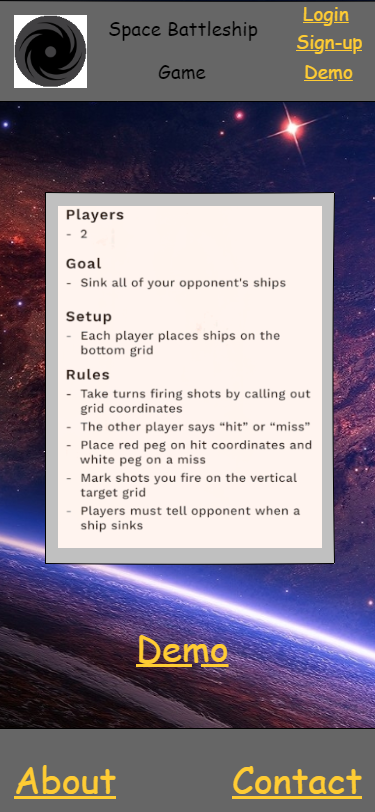 Space Battleship
Game
Login
Sign-up
Demo
Players
- 2
Goal
- Sink all of your opponent's ships
Setup
- Each player places ships on the
bottom grid
Rules
- Take turns firing shots by calling out
grid coordinates
- The other player says “hit” or “miss”
- Place red peg on hit coordinates and
white peg on a miss
- Mark shots you fire on the vertical
target grid
- Players must tell opponent when a
ship sinks
Demo
About
Contact